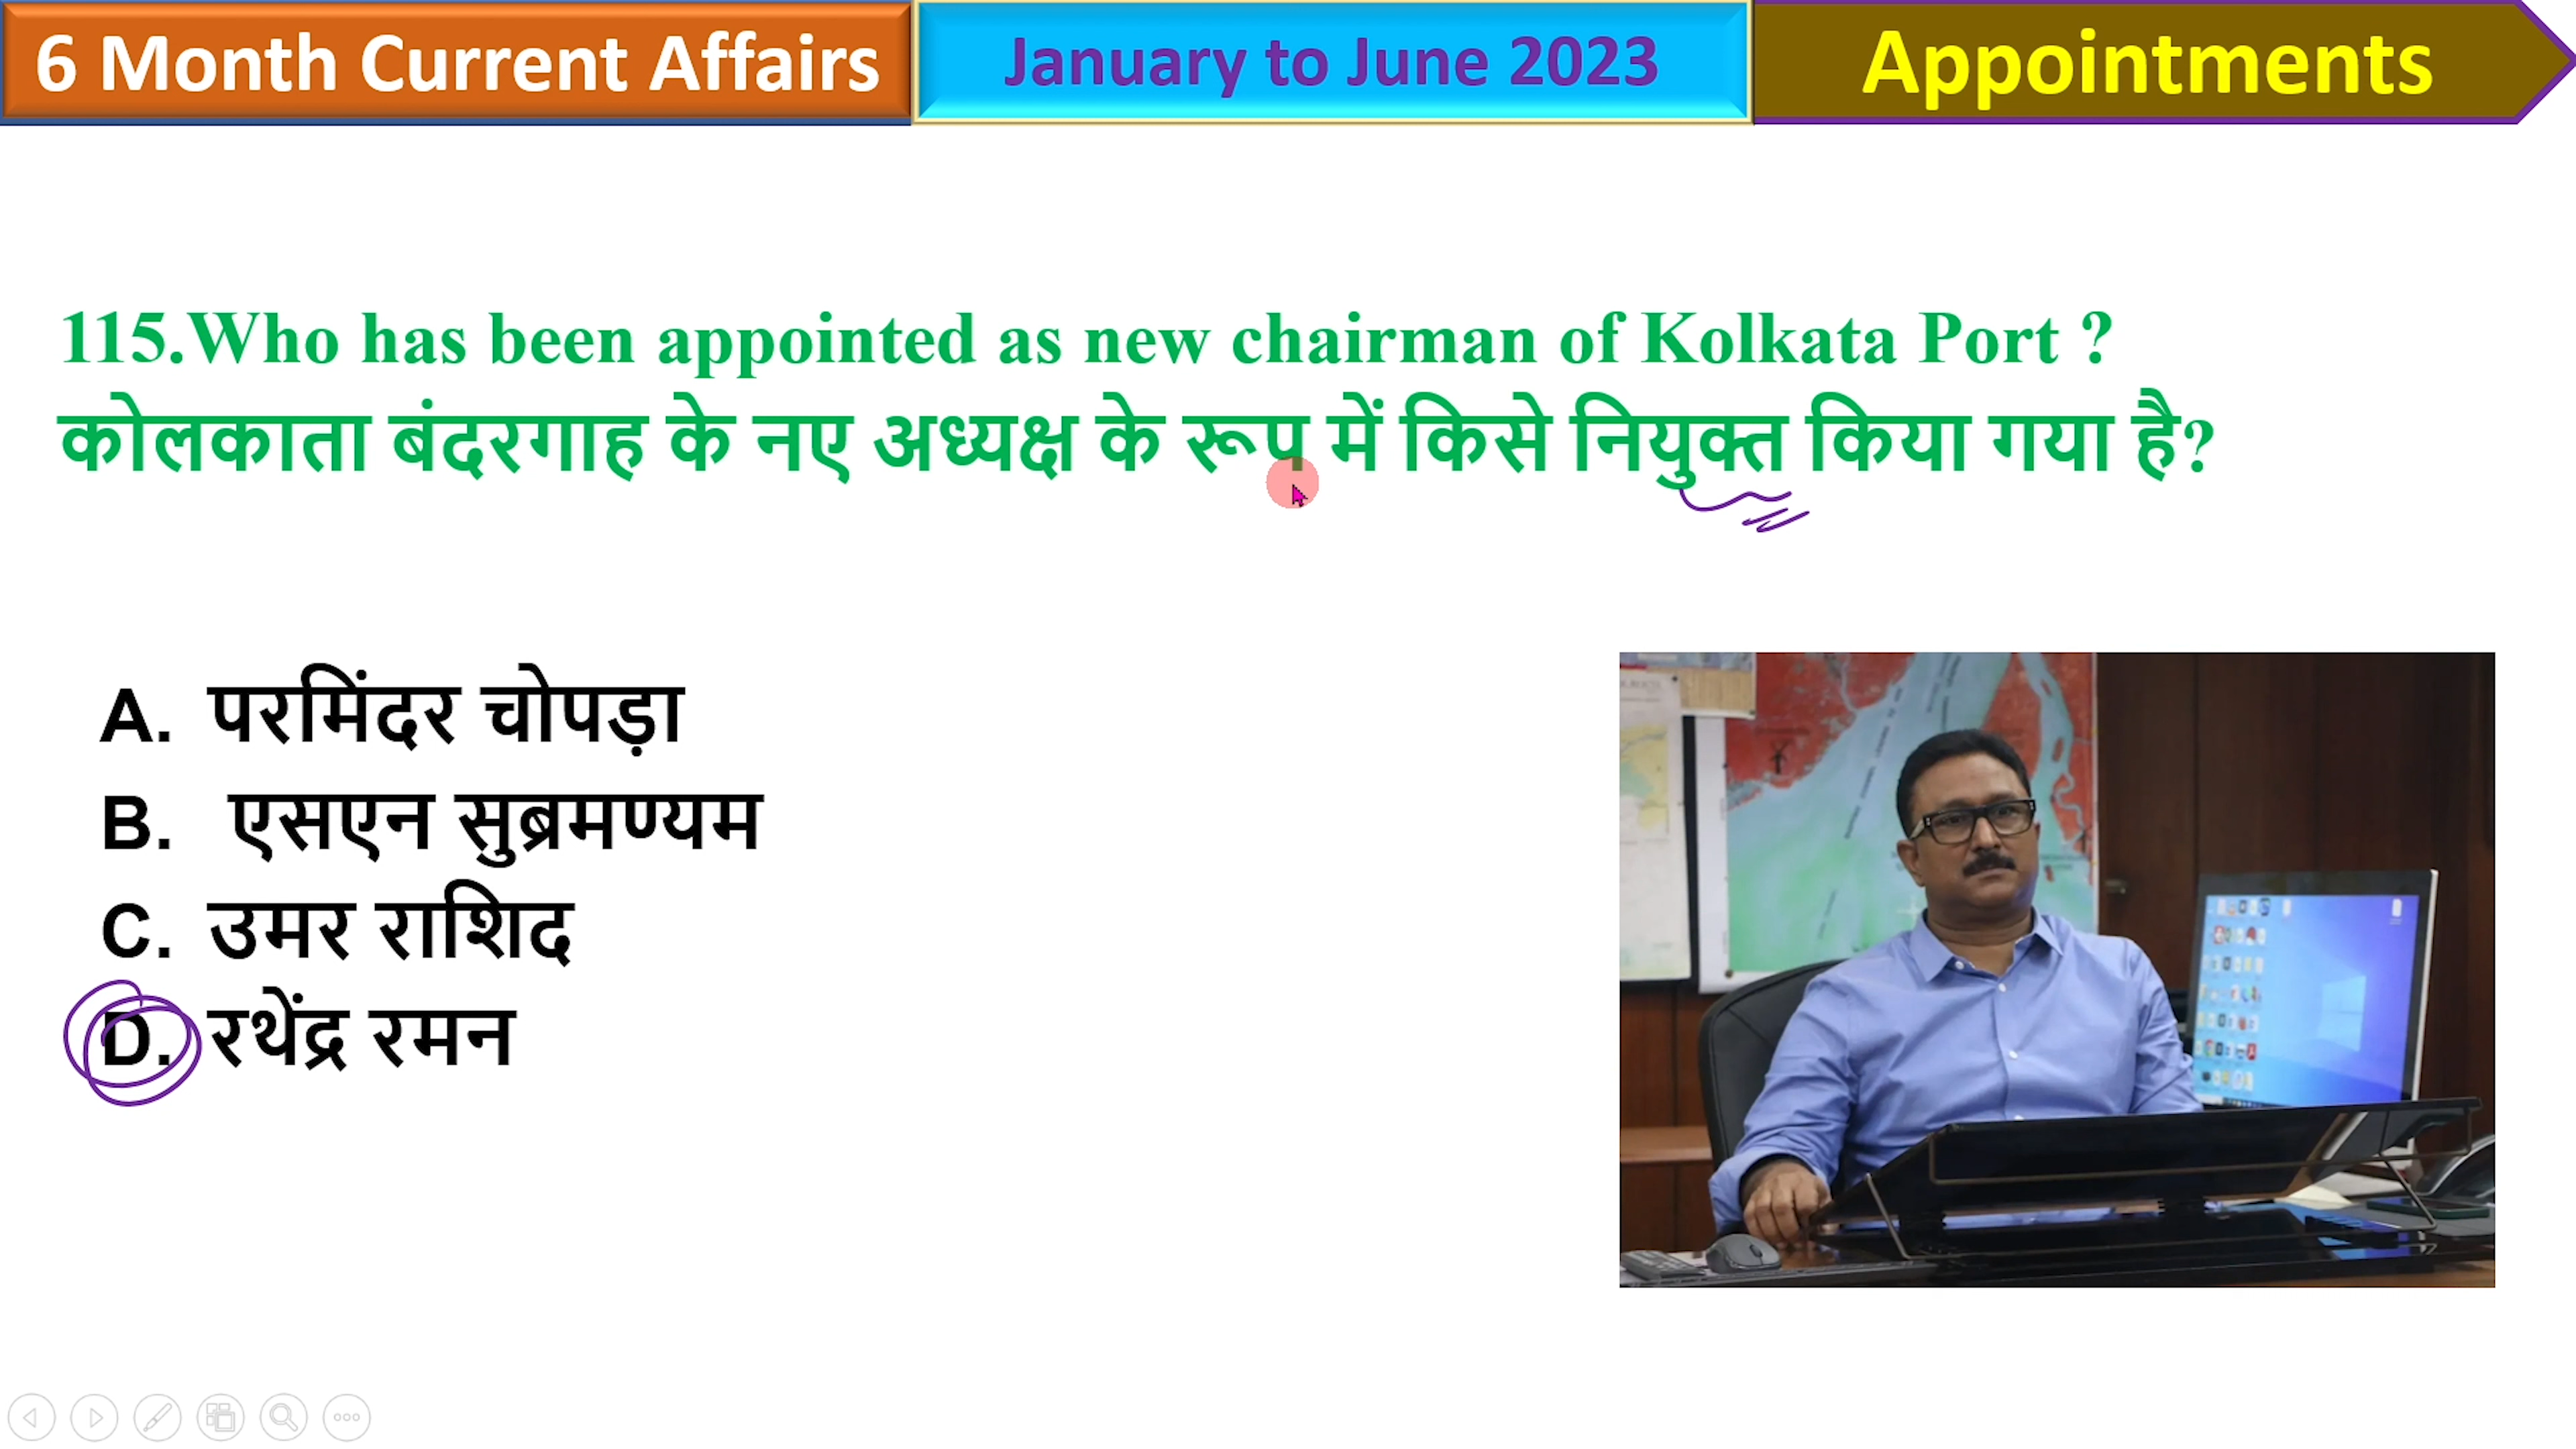 6 Month Current Affairs
January to June 2023
Appointments
115.Who has been appointed as new chairman of Kolkata Port ?
कोलकाता बंदरगाह के नए अध्यक्ष के रूप में किसे नियुक्त किया गया है?
A. परमिंदर चोपड़ा
B. एसएन सुब्रमण्यम
C. उमर राशिद
D. रथेंद्र रमन